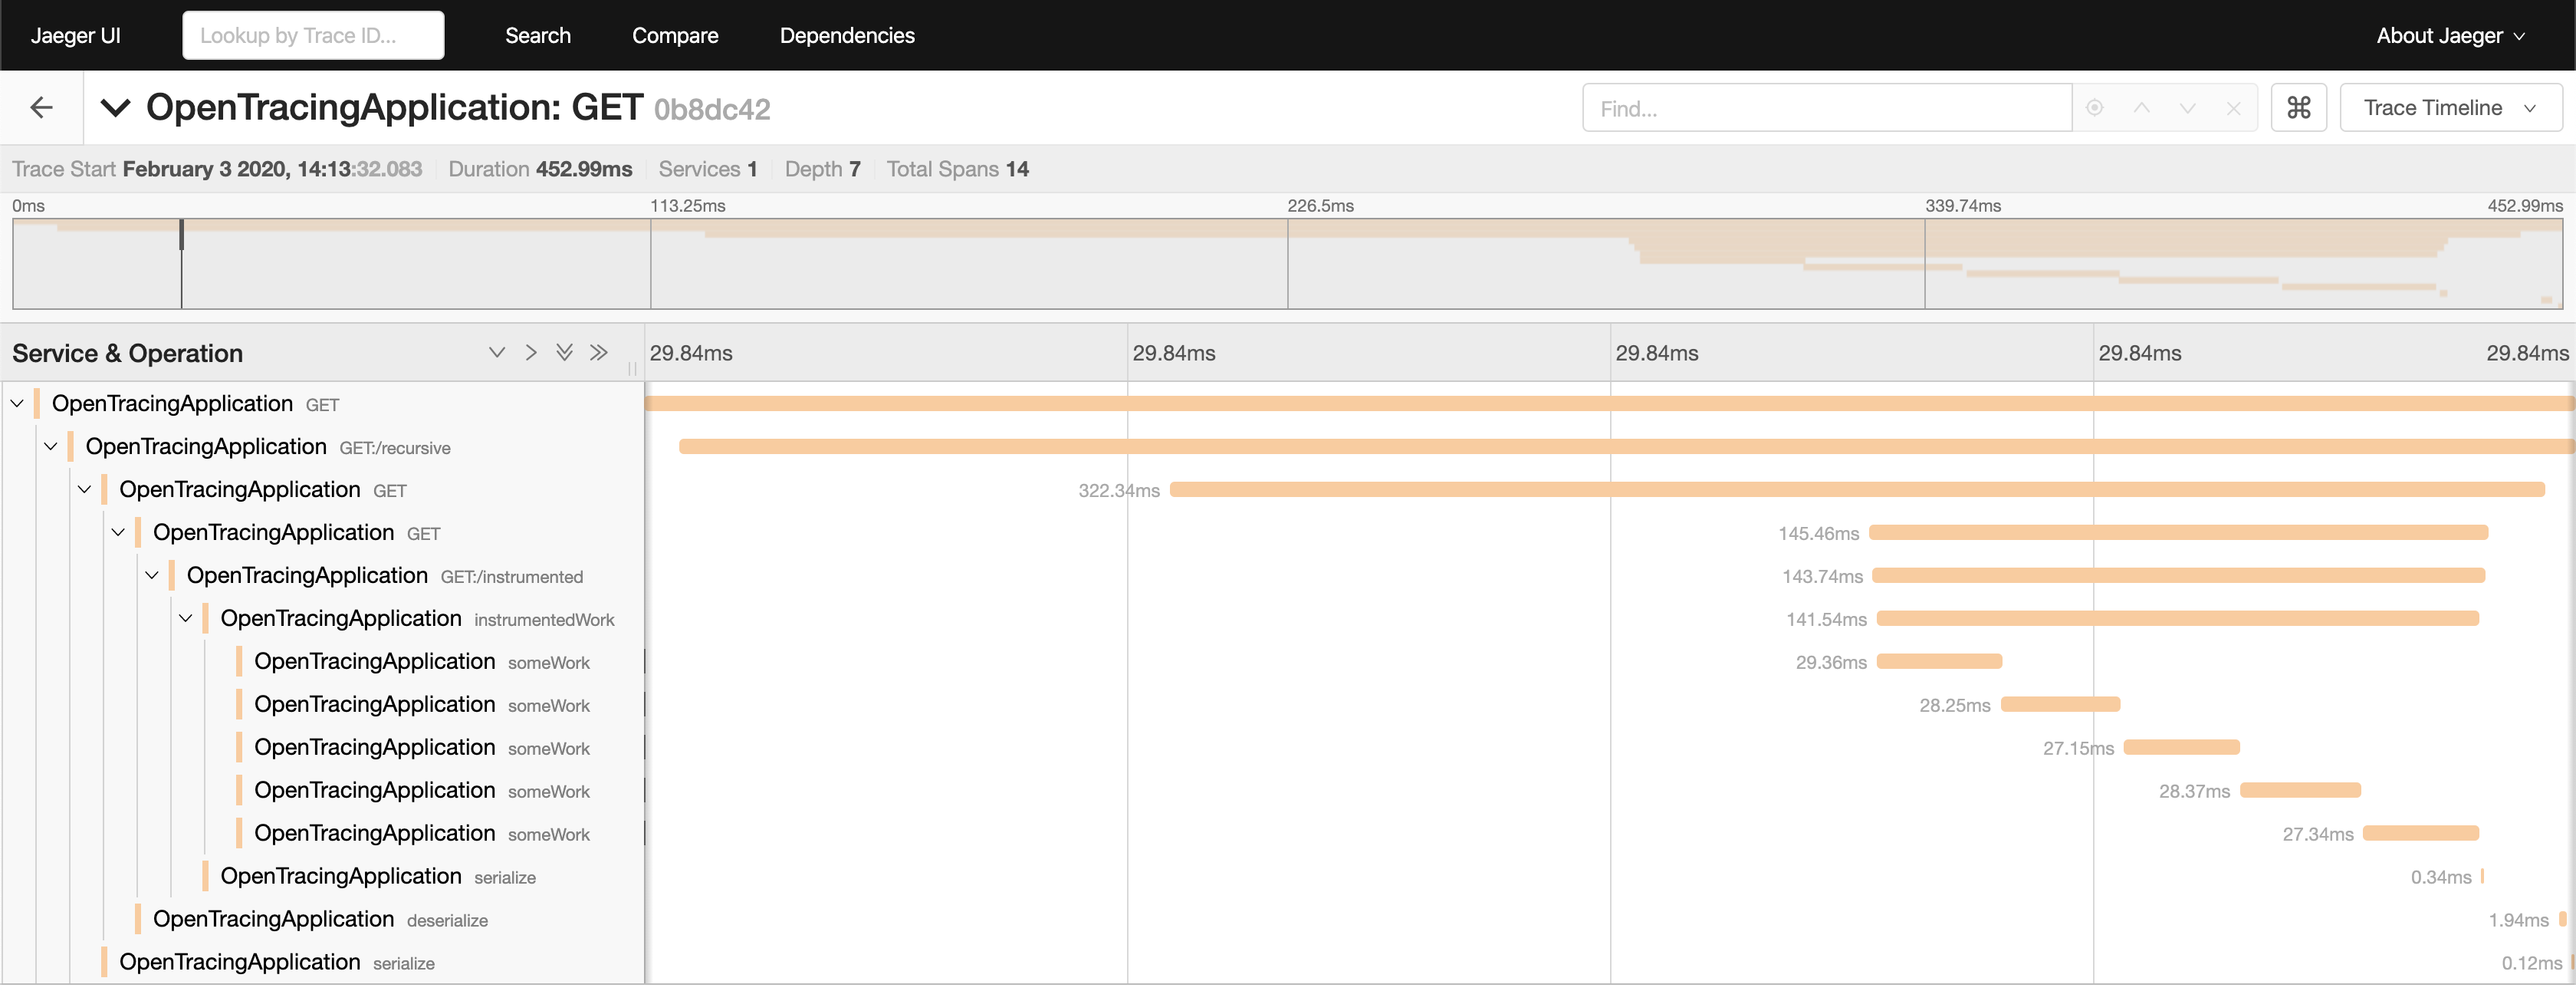 Jaeger UI Lookup by Trace ID... Search Compare Dependencies About Jaeger
OpenTracingApplication: GET 0b8dc42 Find... ⌘ Trace Timeline
Trace Start February 3 2020, 14:13:32.083 Duration 452.99ms Services 1 Depth 7 Total Spans 14
0ms 113.25ms 226.5ms 339.74ms 452.99ms
Service & Operation 29.84ms 29.84ms 29.84ms 29.84ms 29.84ms
OpenTracingApplication GET
OpenTracingApplication GET:/recursive
OpenTracingApplication GET 322.34ms
OpenTracingApplication GET 145.46ms
OpenTracingApplication GET:/instrumented 143.74ms
OpenTracingApplication instrumentedWork 141.54ms
OpenTracingApplication someWork 29.36ms
OpenTracingApplication someWork 28.25ms
OpenTracingApplication someWork 27.15ms
OpenTracingApplication someWork 28.37ms
OpenTracingApplication someWork 27.34ms
OpenTracingApplication serialize 0.34ms
OpenTracingApplication deserialize 1.94ms
OpenTracingApplication serialize 0.12ms